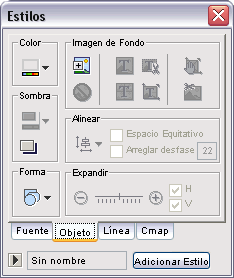 Estilos
Color
Imagen de Fondo
Sombra
Alinear
Espacio Equitativo
Arreglar desfase 22
Forma
Expandir
H
V
Fuente Objeto Línea Cmap
Sin nombre Adicionar Estilo